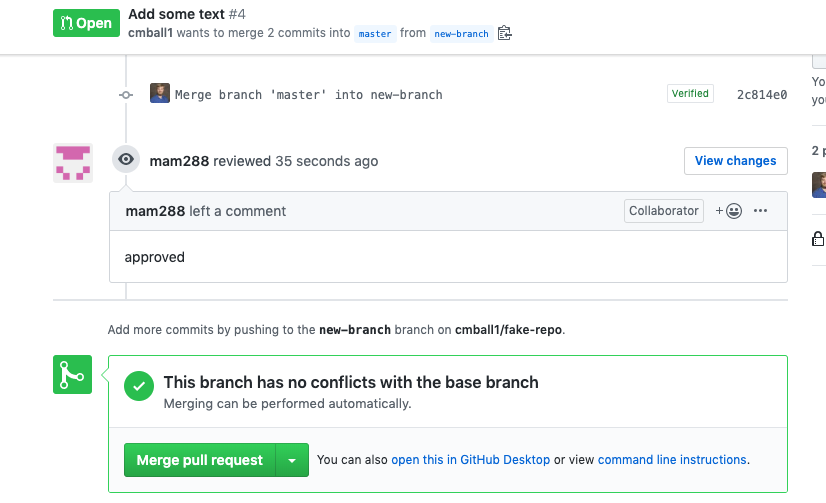 Open
Add some text #4
cmball1 wants to merge 2 commits into master from new-branch
Merge branch 'master' into new-branch
Verified
2c814e0
Yo
you
mam288 reviewed 35 seconds ago
View changes
2 p
mam288 left a comment
Collaborator
+
approved
Add more commits by pushing to the new-branch branch on cmball1/fake-repo.
This branch has no conflicts with the base branch
Merging can be performed automatically.
Merge pull request
You can also open this in GitHub Desktop or view command line instructions.